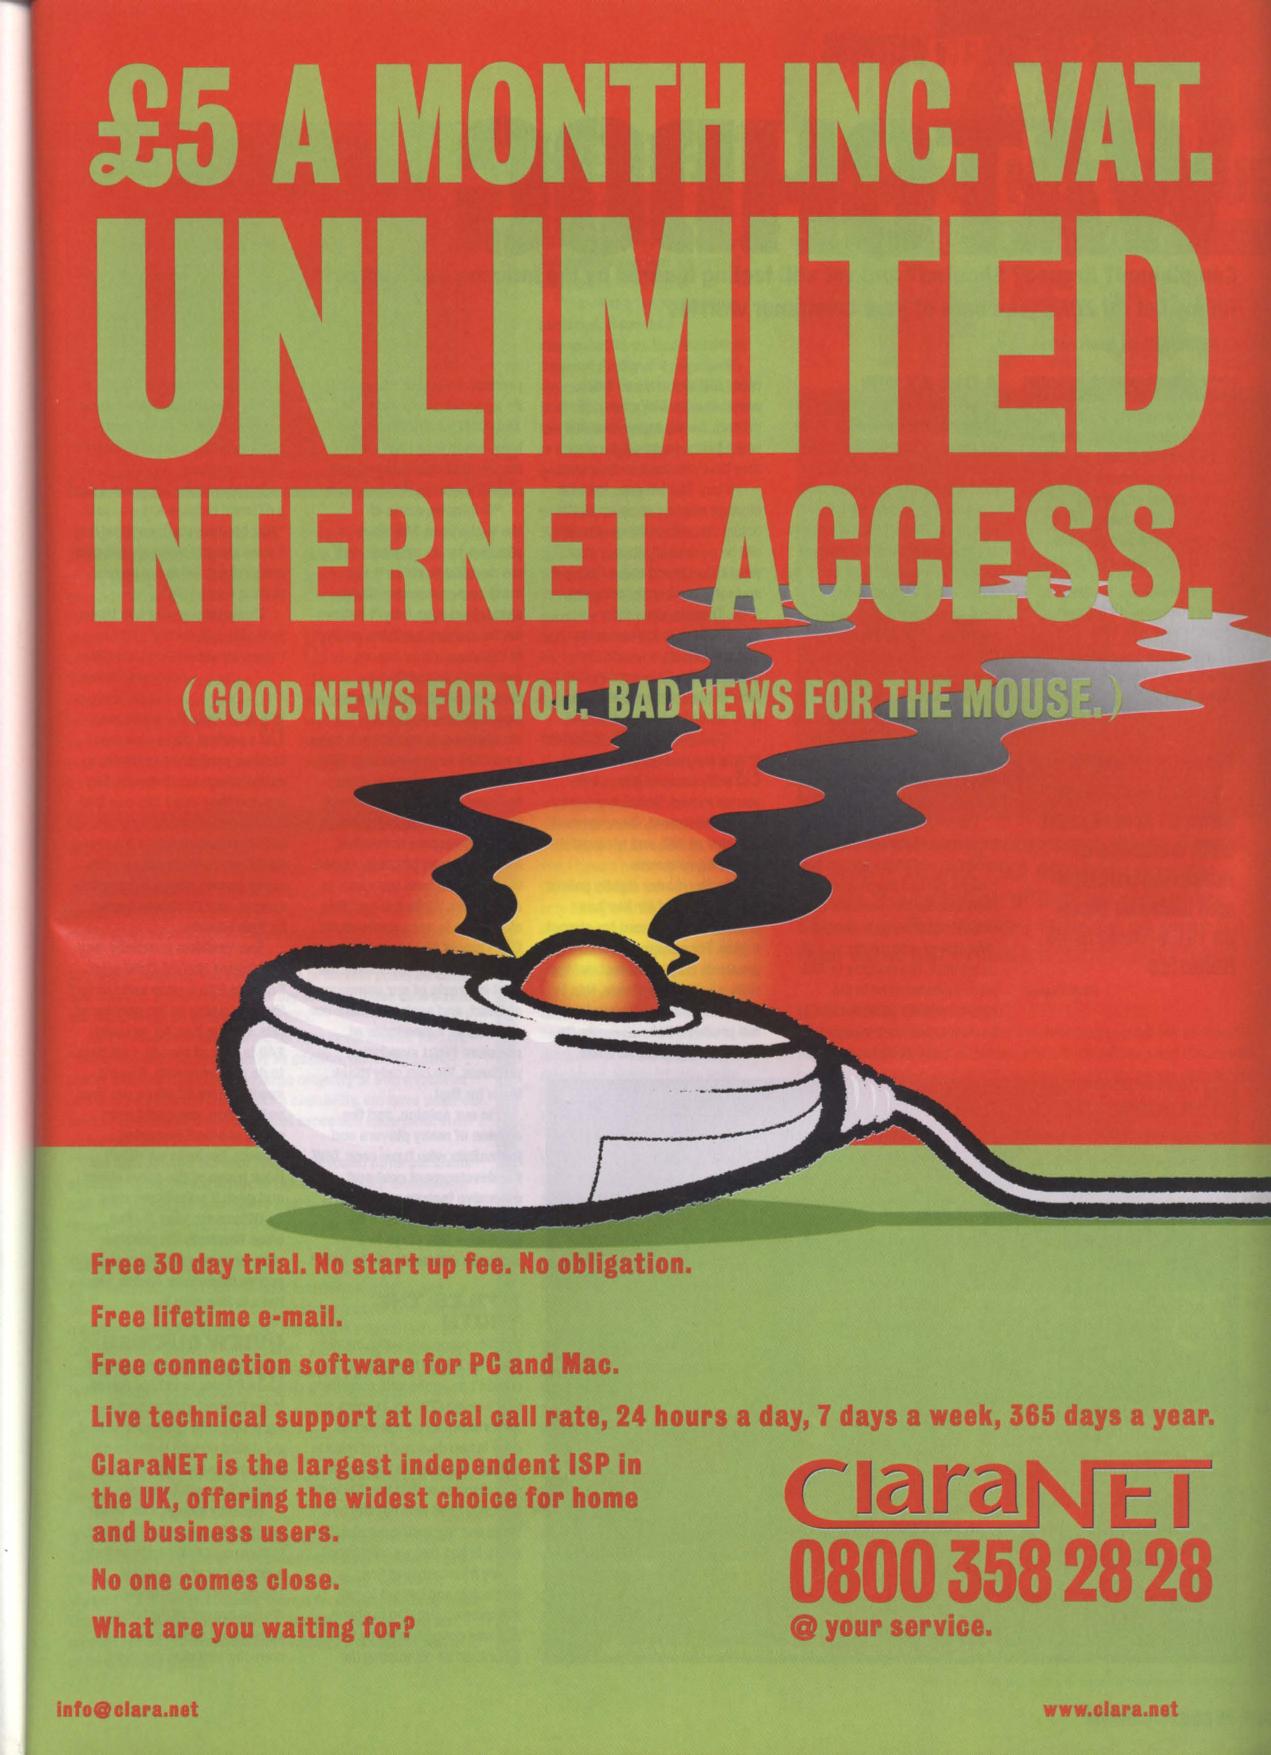 £5 A MONTH INC. VAT.
UNLIMITED
INTERNET ACCESS.
(GOOD NEWS FOR YOU. BAD NEWS FOR THE MOUSE.)
Free 30 day trial. No start up fee. No obligation.
Free lifetime e-mail.
Free connection software for PC and Mac.
Live technical support at local call rate, 24 hours a day, 7 days a week, 365 days a year.
ClaraNET is the largest independent ISP in
the UK, offering the widest choice for home
and business users.
No one comes close.
What are you waiting for?
ClaraNET
0800 358 28 28
@ your service.
info@clara.net
www.clara.net